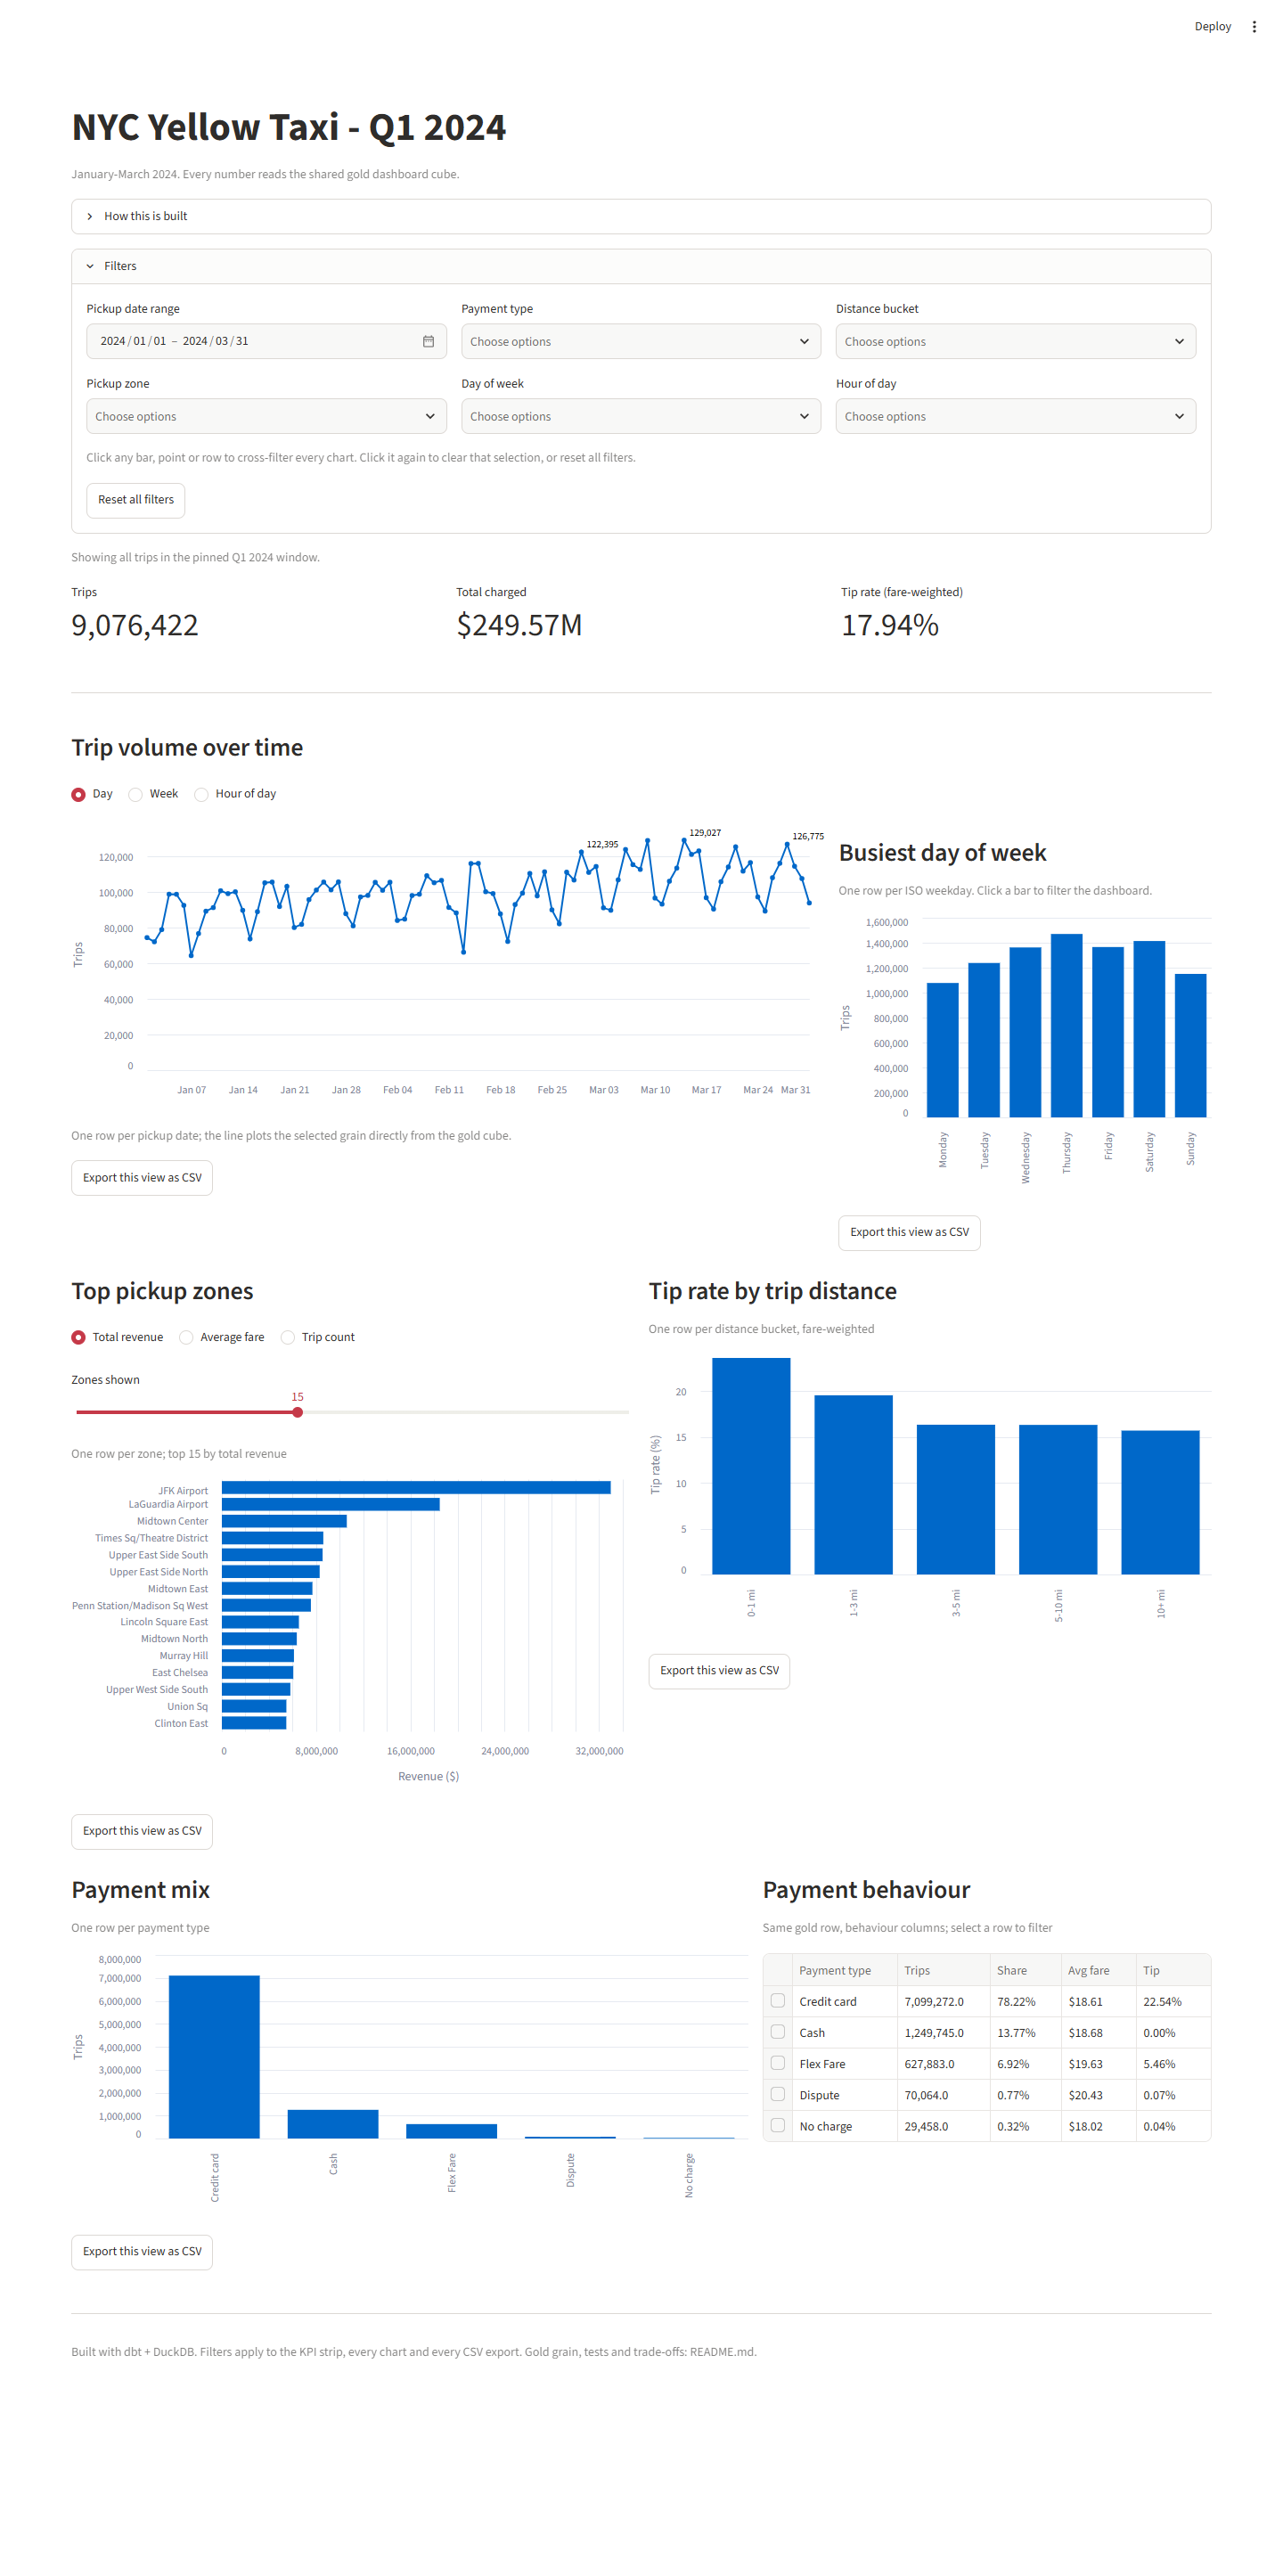 Deploy
NYC Yellow Taxi - Q1 2024
January-March 2024. Every number reads the shared gold dashboard cube.
How this is built
Filters
Pickup date range
Payment type
Distance bucket
2024 / 01 / 01 – 2024 / 03 / 31
Choose options
Choose options
Pickup zone
Day of week
Hour of day
Choose options
Choose options
Choose options
Click any bar, point or row to cross-filter every chart. Click it again to clear that selection, or reset all filters.
Reset all filters
Showing all trips in the pinned Q1 2024 window.
Trips
Total charged
Tip rate (fare-weighted)
9,076,422
$249.57M
17.94%
Trip volume over time
Day
Week
Hour of day
122,395
129,027
126,775
120,000
100,000
80,000
60,000
40,000
20,000
0
Trips
Jan 07
Jan 14
Jan 21
Jan 28
Feb 04
Feb 11
Feb 18
Feb 25
Mar 03
Mar 10
Mar 17
Mar 24
Mar 31
One row per pickup date; the line plots the selected grain directly from the gold cube.
Export this view as CSV
Busiest day of week
One row per ISO weekday. Click a bar to filter the dashboard.
1,600,000
1,400,000
1,200,000
1,000,000
800,000
600,000
400,000
200,000
0
Trips
Monday
Tuesday
Wednesday
Thursday
Friday
Saturday
Sunday
Export this view as CSV
Top pickup zones
Total revenue
Average fare
Trip count
Zones shown
15
One row per zone; top 15 by total revenue
JFK Airport
LaGuardia Airport
Midtown Center
Times Sq/Theatre District
Upper East Side South
Upper East Side North
Midtown East
Penn Station/Madison Sq West
Lincoln Square East
Midtown North
Murray Hill
East Chelsea
Upper West Side South
Union Sq
Clinton East
0
8,000,000
16,000,000
24,000,000
32,000,000
Revenue ($)
Export this view as CSV
Tip rate by trip distance
One row per distance bucket, fare-weighted
20
15
10
5
0
Tip rate (%)
0-1 mi
1-3 mi
3-5 mi
5-10 mi
10+ mi
Export this view as CSV
Payment mix
One row per payment type
8,000,000
7,000,000
6,000,000
5,000,000
4,000,000
3,000,000
2,000,000
1,000,000
0
Trips
Credit card
Cash
Flex Fare
Dispute
No charge
Export this view as CSV
Payment behaviour
Same gold row, behaviour columns; select a row to filter
Payment type Trips Share Avg fare Tip
Credit card 7,099,272.0 78.22% $18.61 22.54%
Cash 1,249,745.0 13.77% $18.68 0.00%
Flex Fare 627,883.0 6.92% $19.63 5.46%
Dispute 70,064.0 0.77% $20.43 0.07%
No charge 29,458.0 0.32% $18.02 0.04%
Built with dbt + DuckDB. Filters apply to the KPI strip, every chart and every CSV export. Gold grain, tests and trade-offs: README.md.